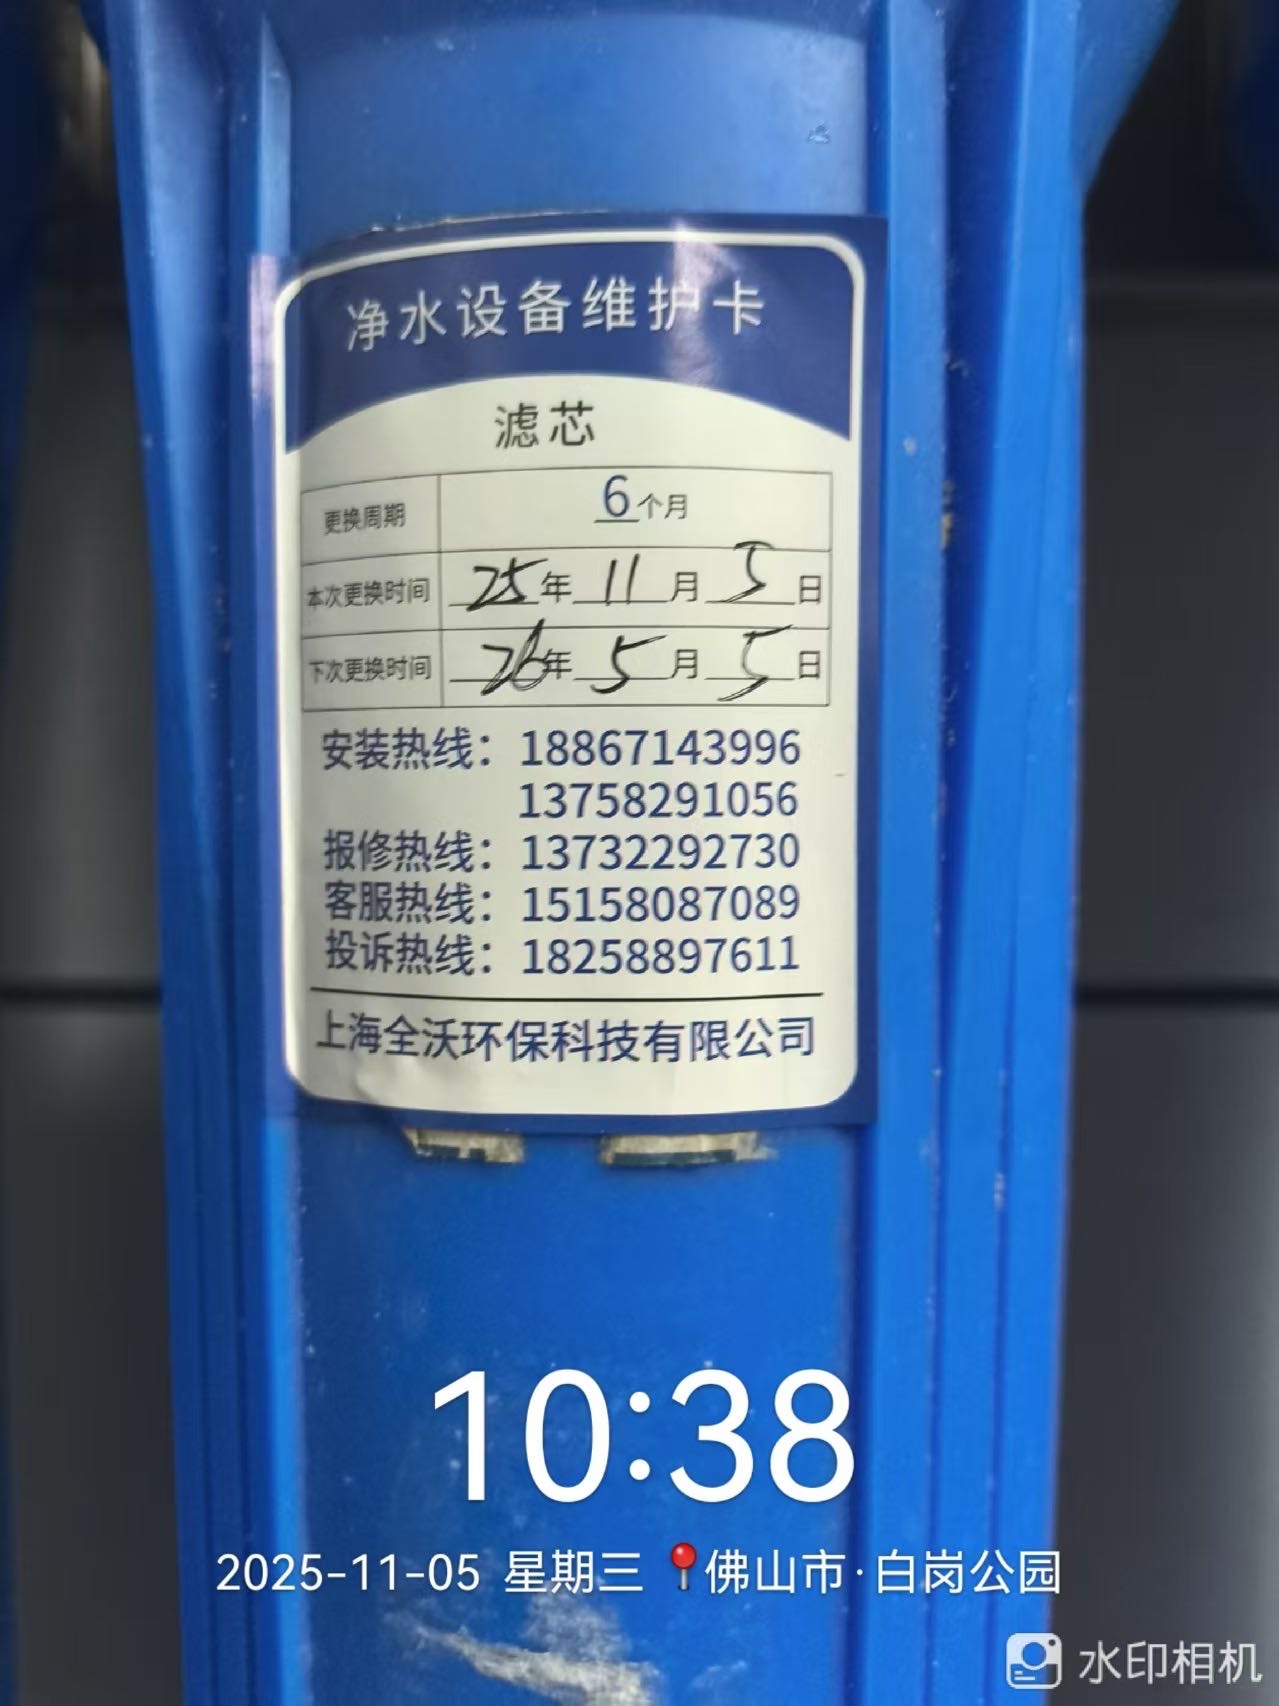 净水设备维护卡
滤芯
更换周期 6个月
本次更换时间 25年11月5日
下次更换时间 26年5月5日
安装热线：18867143996
13758291056
报修热线：13732292730
客服热线：15158087089
投诉热线：18258897611
上海全沃环保科技有限公司
10:38
2025-11-05 星期三 佛山市·白岗公园
水印相机